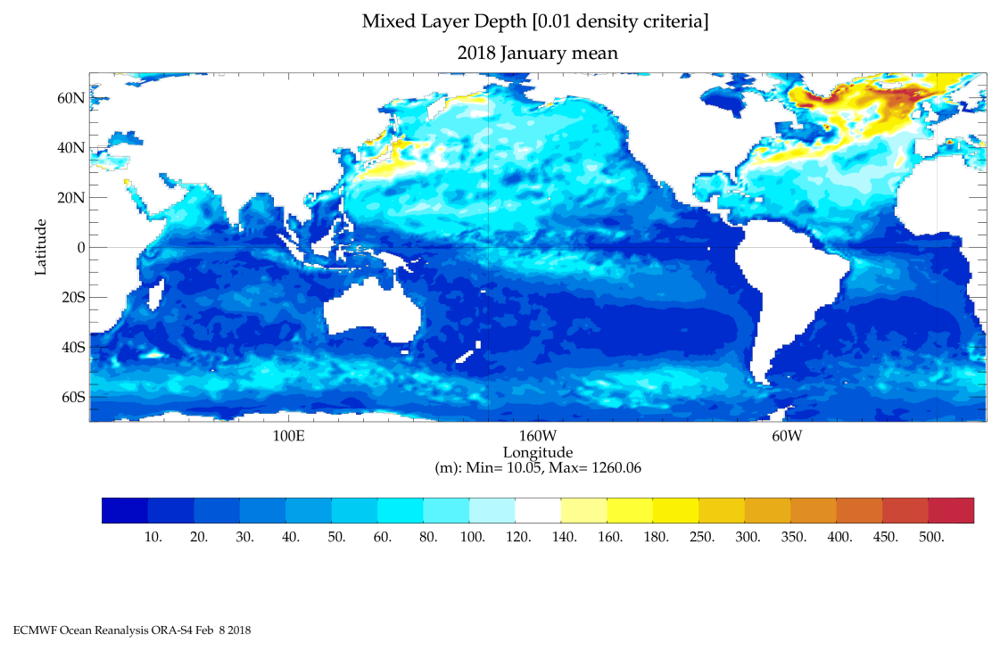 Mixed Layer Depth [0.01 density criteria]
2018 January mean
60N
40N
20N
0
20S
40S
60S
Latitude
100E 160W 60W
Longitude
(m): Min= 10.05, Max= 1260.06
10. 20. 30. 40. 50. 60. 80. 100. 120. 140. 160. 180. 250. 300. 350. 400. 450. 500.
ECMWF Ocean Reanalysis ORA-S4 Feb  8 2018